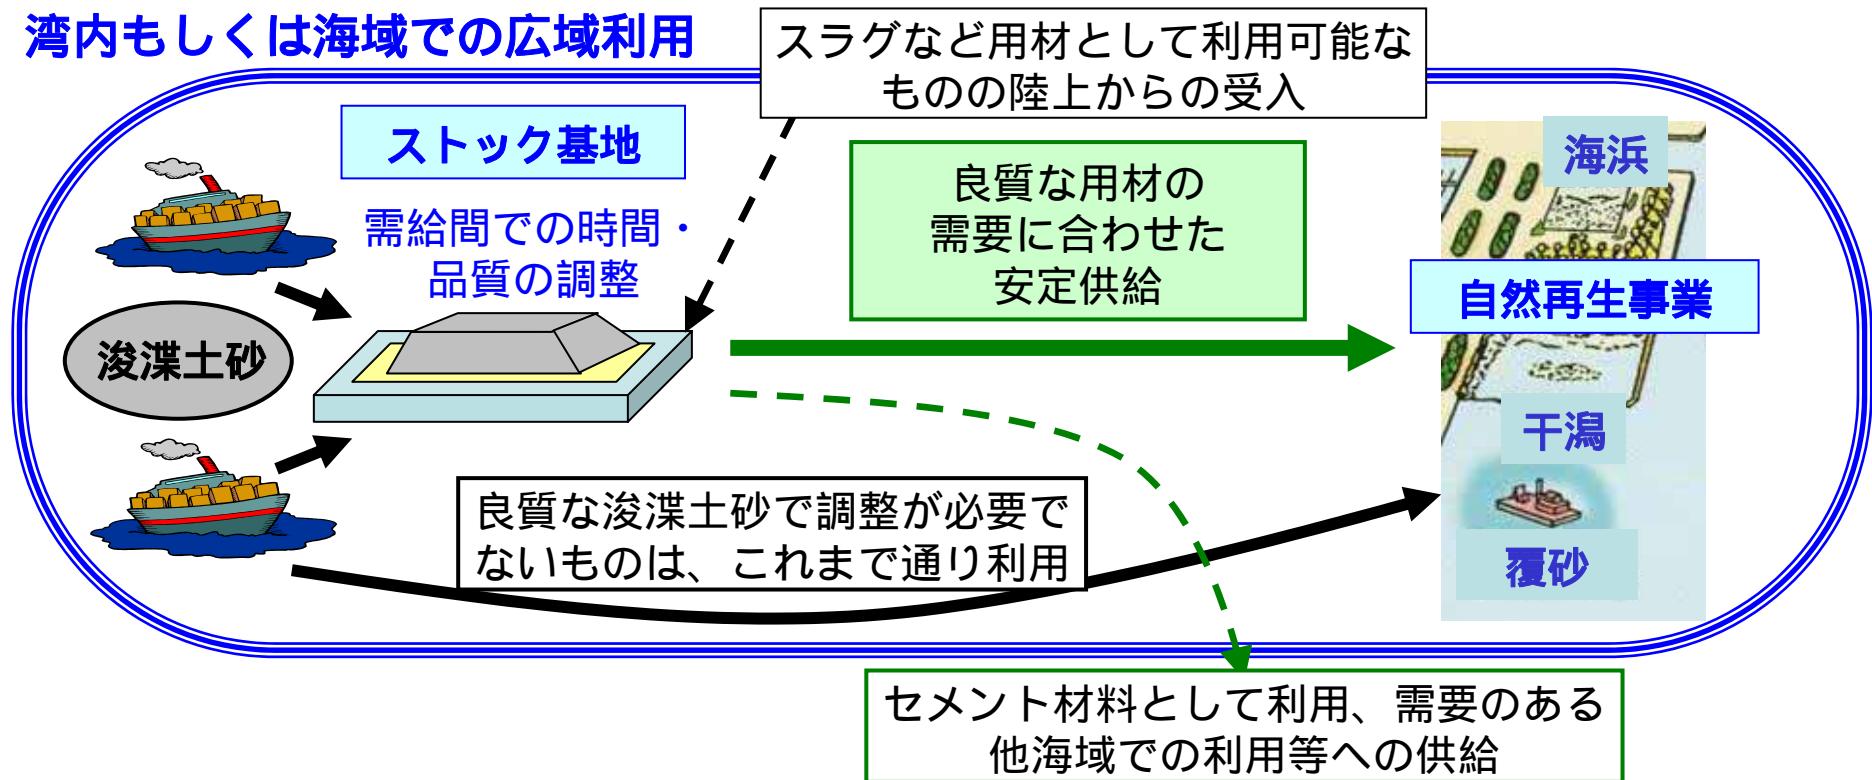 湾内もしくは海域での広域利用
スラグなど用材として利用可能な
ものの陸上からの受入
ストック基地
需給間での時間・
品質の調整
浚渫土砂
良質な用材の
需要に合わせた
安定供給
海浜
自然再生事業
干潟
覆砂
良質な浚渫土砂で調整が必要で
ないものは、これまで通り利用
セメント材料として利用、需要のある
他海域での利用等への供給